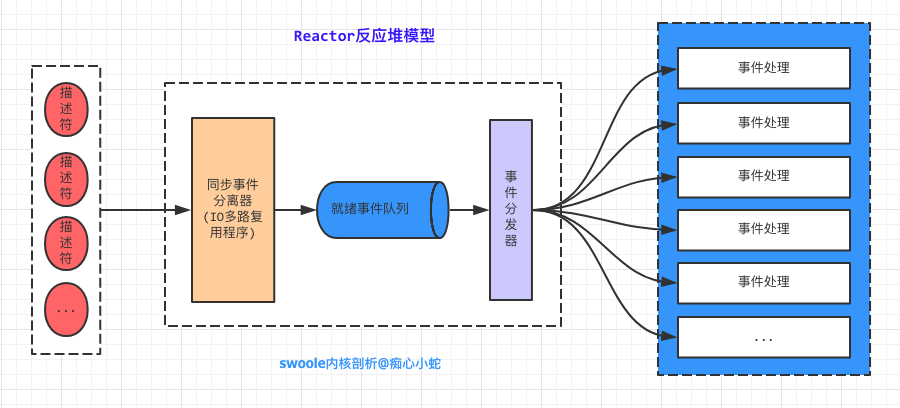 Reactor反应堆模型
描
述
符
描
述
符
描
述
符
...
同步事件
分离器
(IO多路复
用程序)
就绪事件队列
事
件
分
发
器
事件处理
事件处理
事件处理
事件处理
事件处理
...
swoole内核剖析@痴心小蛇